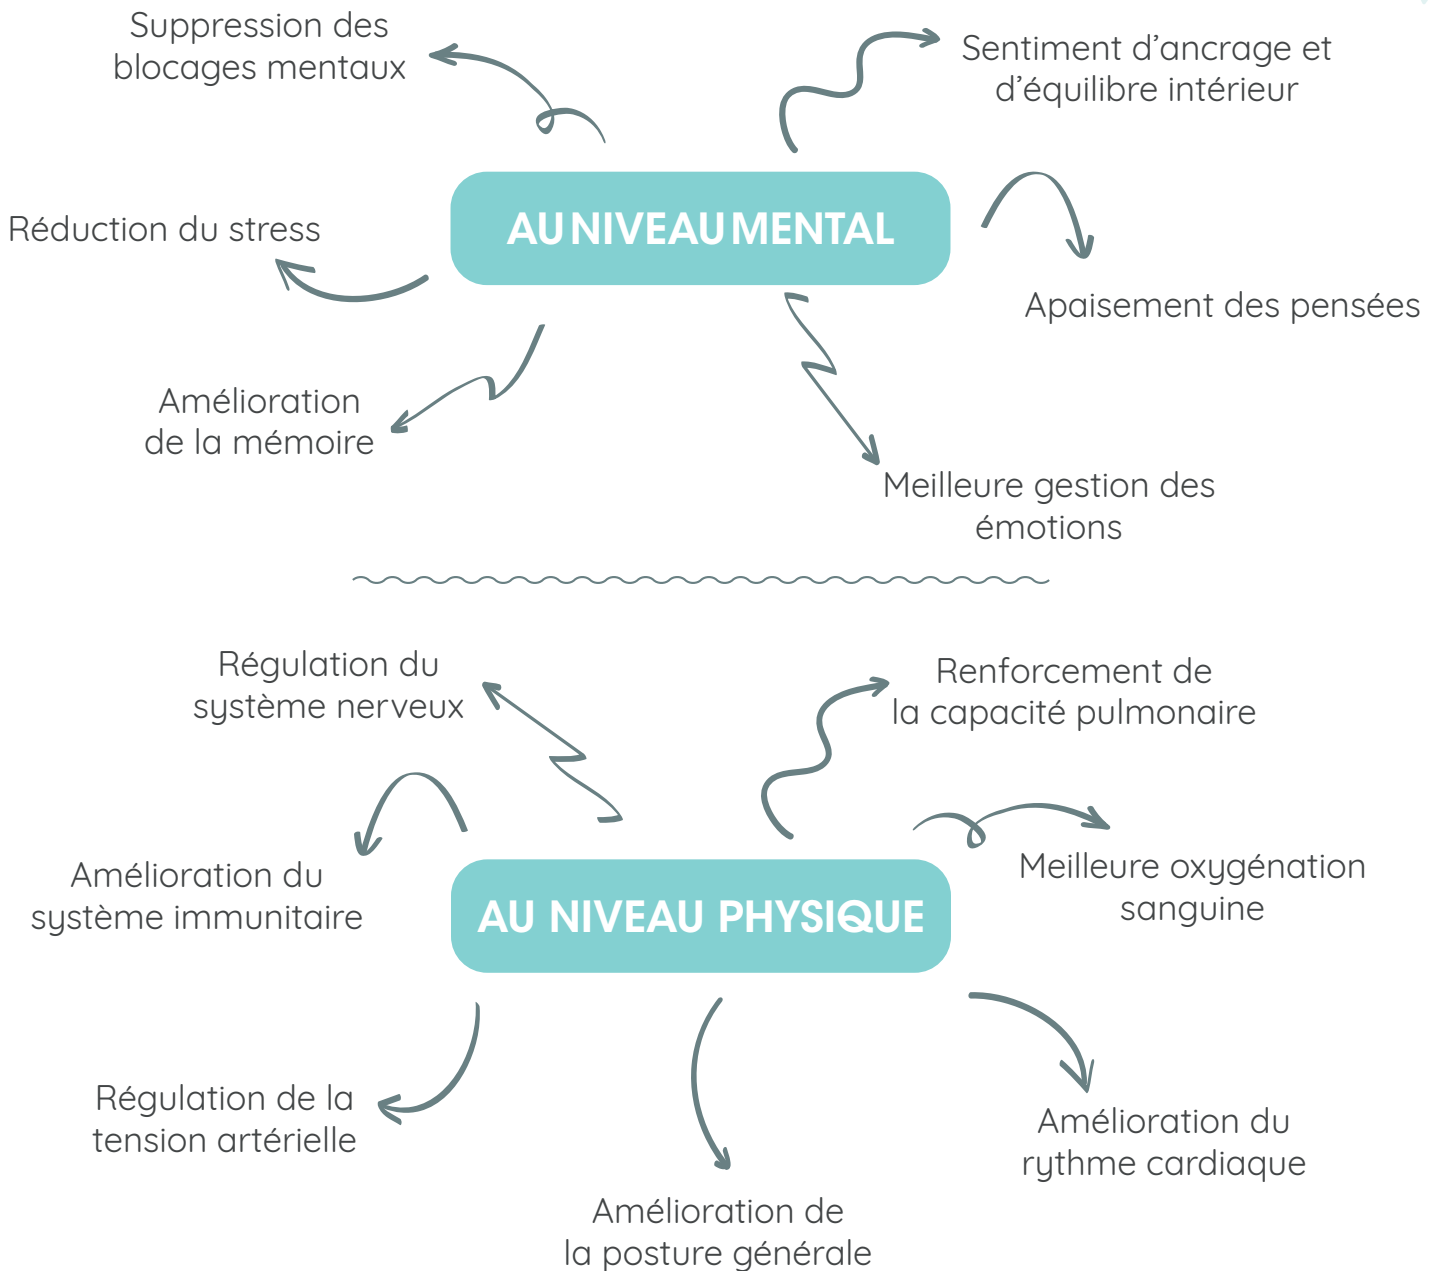 Suppression des
blocages mentaux
Sentiment d’ancrage et
d’équilibre intérieur
AU NIVEAU MENTAL
Réduction du stress
Apaisement des pensées
Amélioration
de la mémoire
Meilleure gestion des
émotions
Régulation du
système nerveux
Renforcement de
la capacité pulmonaire
Amélioration du
système immunitaire
AU NIVEAU PHYSIQUE
Meilleure oxygénation
sanguine
Régulation de la
tension artérielle
Amélioration du
rythme cardiaque
Amélioration de
la posture générale